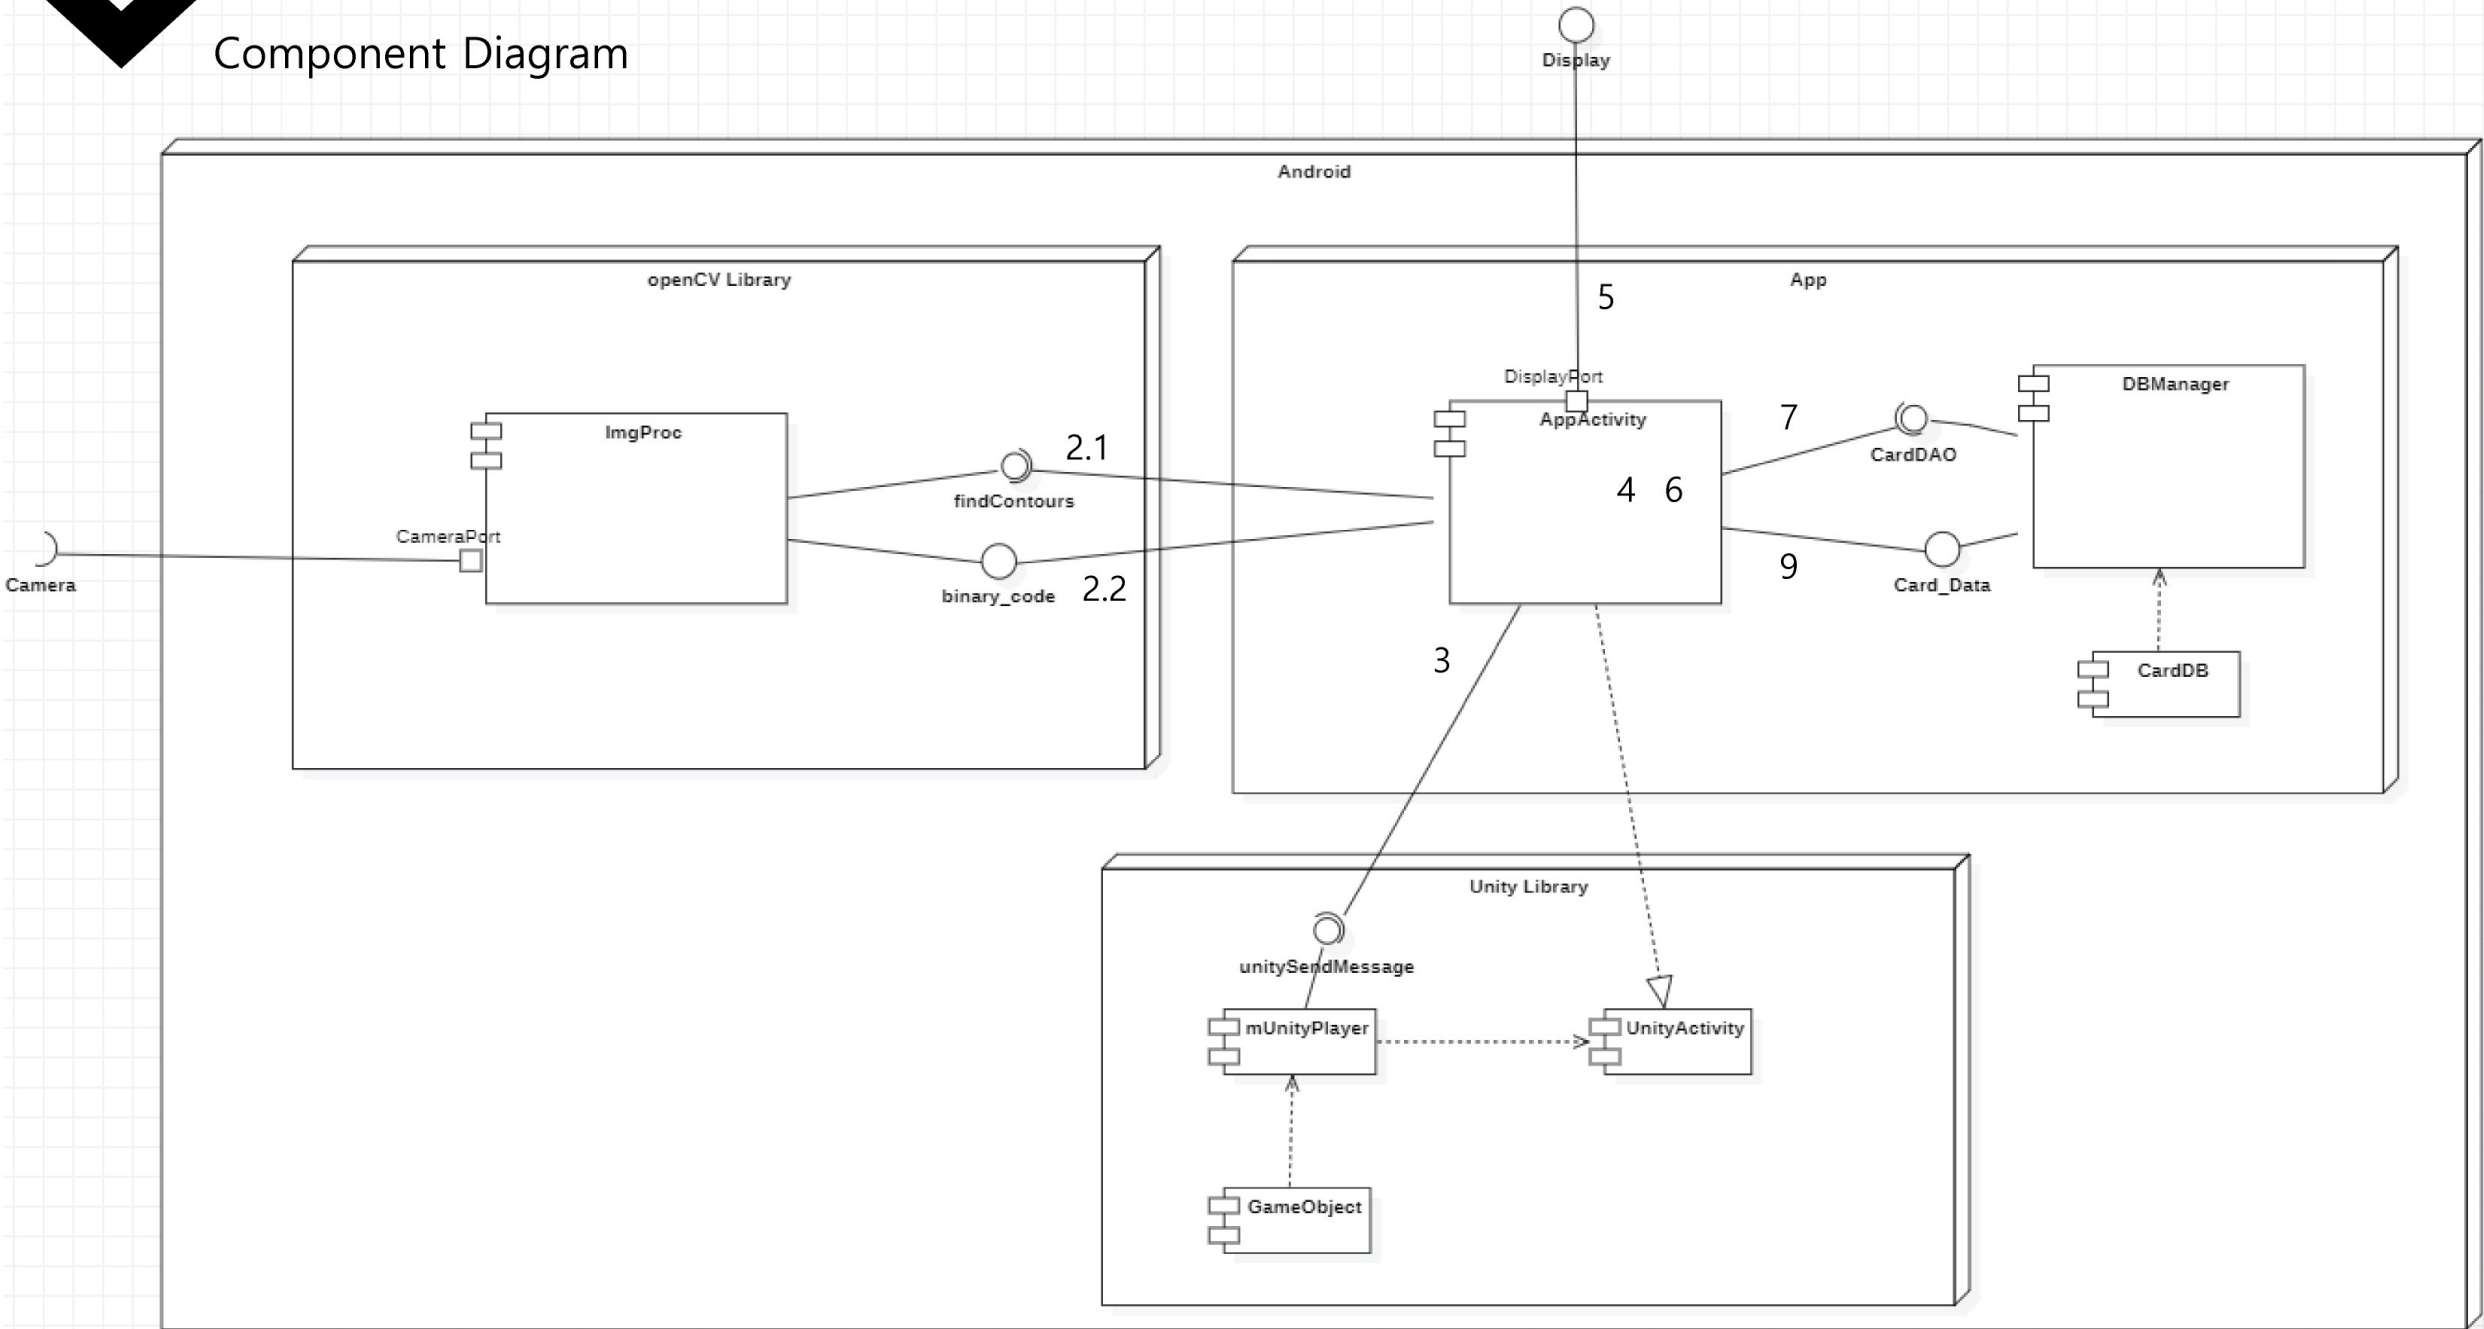 Component Diagram
Display
Android
openCV Library
App
5
DisplayPort
AppActivity
DBManager
ImgProc
2.1
7
findContours
CardDAO
4 6
CameraPort
Camera
binary_code
2.2
9
Card_Data
3
CardDB
Unity Library
unitySendMessage
mUnityPlayer
UnityActivity
GameObject